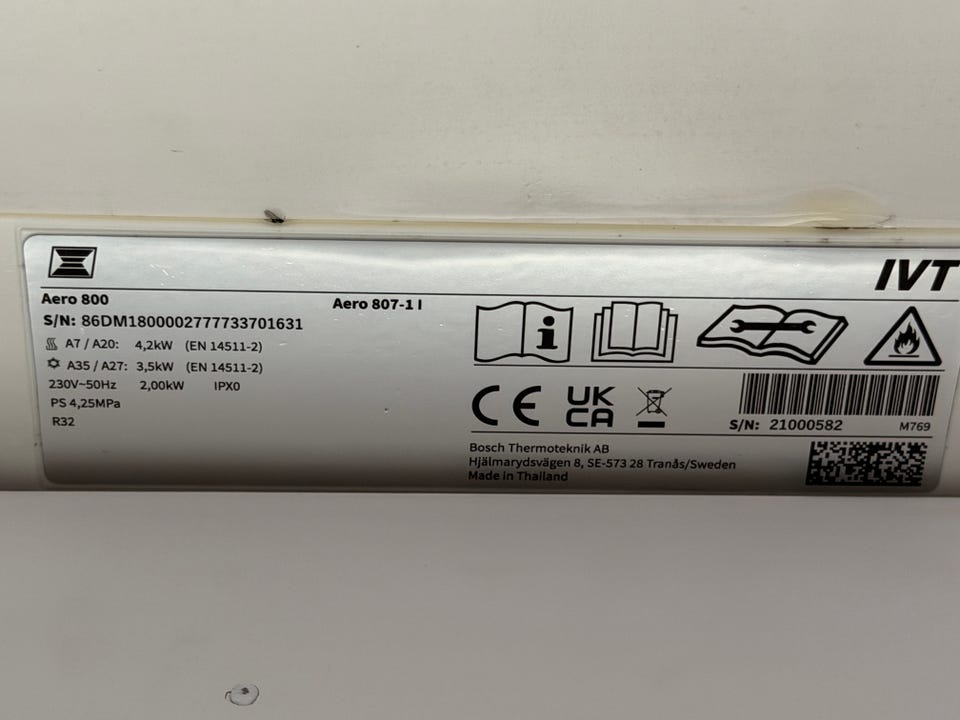 IVT
Aero 800
Aero 807-1 I
S/N: 86DM1800002777733701631
A7 / A20: 4,2kW (EN 14511-2)
A35 / A27: 3,5kW (EN 14511-2)
230V~50Hz 2,00kW IPX0
PS 4,25MPa
R32
CE UK CA
S/N: 21000582 M769
Bosch Thermoteknik AB
Hjälmarydsvägen 8, SE-573 28 Tranås/Sweden
Made in Thailand